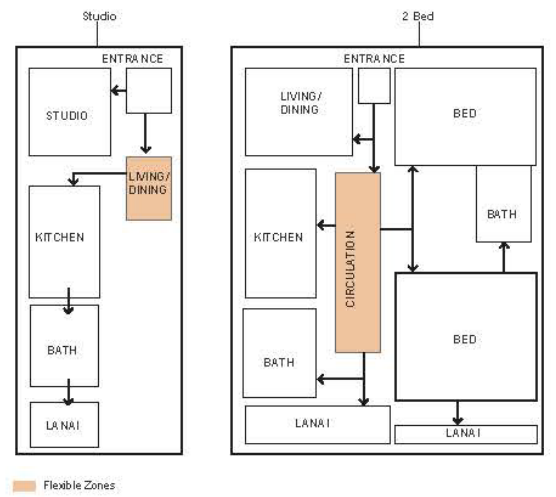 Studio
ENTRANCE
STUDIO
LIVING/
DINING
KITCHEN
BATH
LANAI
2 Bed
ENTRANCE
LIVING/
DINING
BED
KITCHEN
CIRCULATION
BATH
BED
BATH
LANAI
LANAI
Flexible Zones